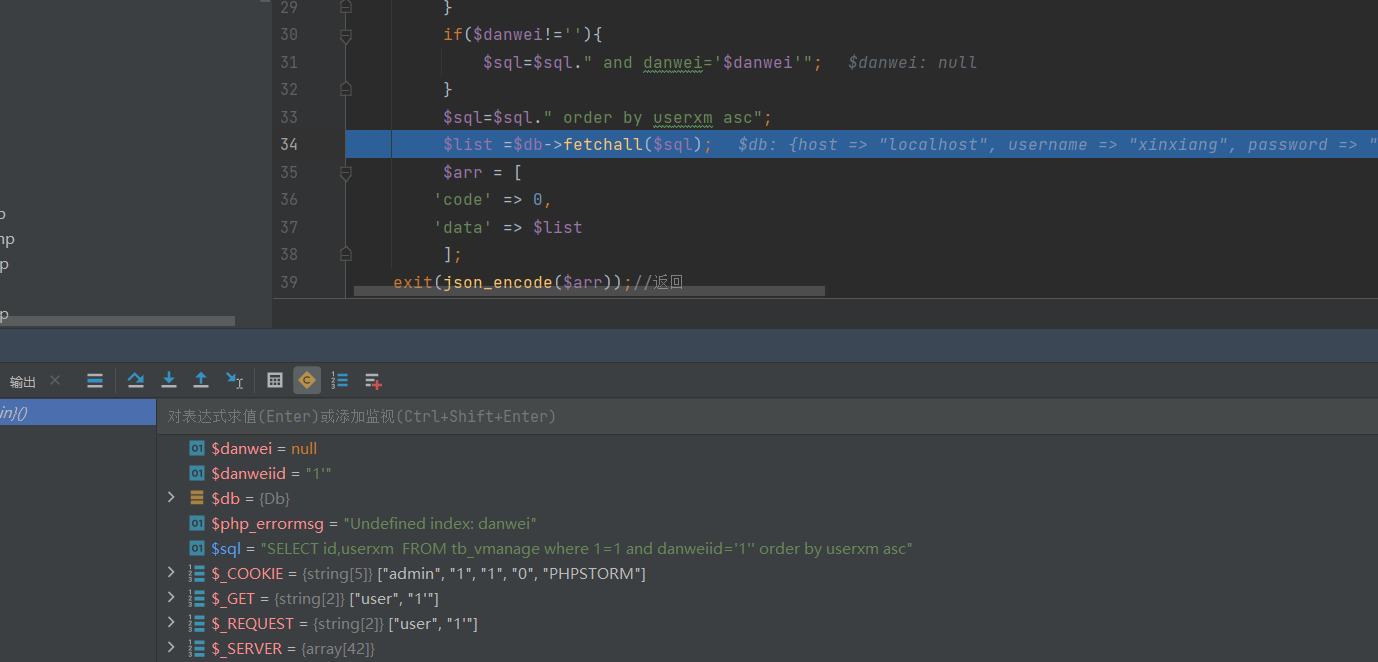 29 }
30 if($danwei!=''){
31 $sql=$sql." and danwei='$danwei'"; $danwei: null
32 }
33 $sql=$sql." order by userxm asc";
34 $list =$db->fetchall($sql); $db: {host => "localhost", username => "xinxiang", password => "
35 $arr = [
36 'code' => 0,
37 'data' => $list
38 ];
39 exit(json_encode($arr));//返回
p
np
p
p
输出
in}()
对表达式求值(Enter)或添加监视(Ctrl+Shift+Enter)
$danwei = null
$danweiid = "1'"
$db = {Db}
$php_errormsg = "Undefined index: danwei"
$sql = "SELECT id,userxm  FROM tb_vmanage where 1=1 and danweiid='1'' order by userxm asc"
$_COOKIE = {string[5]} ["admin", "1", "1", "0", "PHPSTORM"]
$_GET = {string[2]} ["user", "1'"]
$_REQUEST = {string[2]} ["user", "1'"]
$_SERVER = {array[42]}